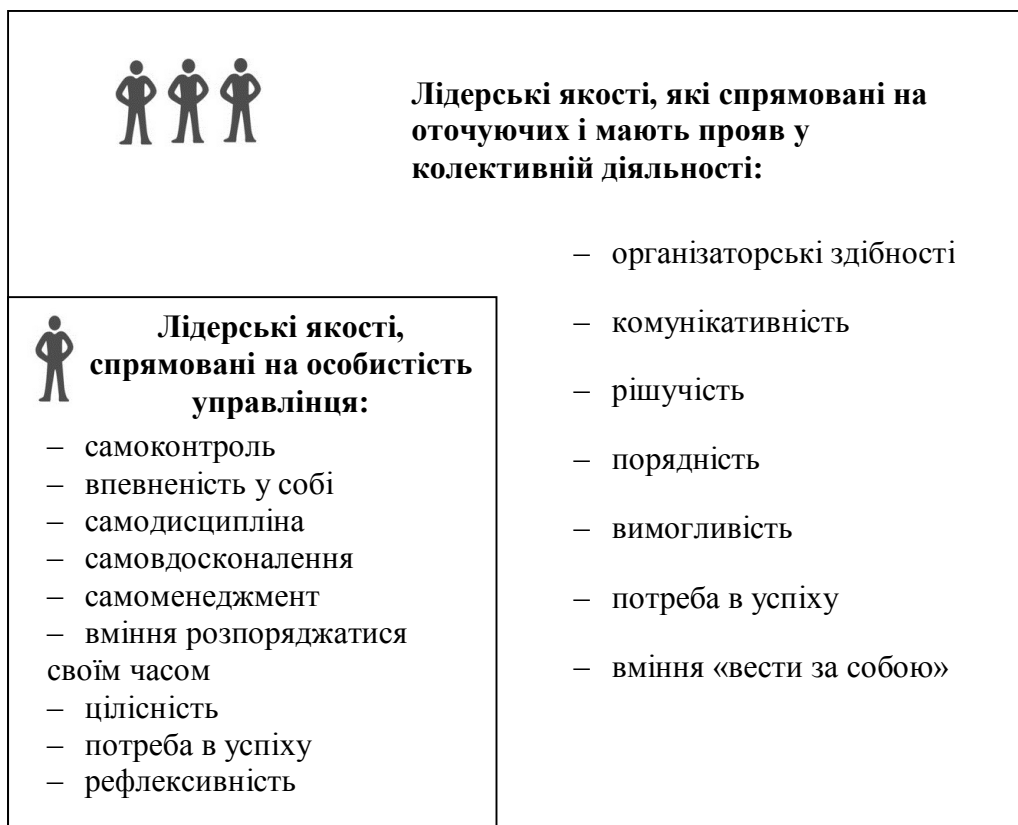 Лідерські якості, які спрямовані на
оточуючих і мають прояв у
колективній діяльності:
– організаторські здібності
– комунікативність
– рішучість
– порядність
– вимогливість
– потреба в успіху
– вміння «вести за собою»
Лідерські якості,
спрямовані на особистість
управлінця:
– самоконтроль
– впевненість у собі
– самодисципліна
– самовдосконалення
– самоменеджмент
– вміння розпоряджатися
своїм часом
– цілісність
– потреба в успіху
– рефлексивність